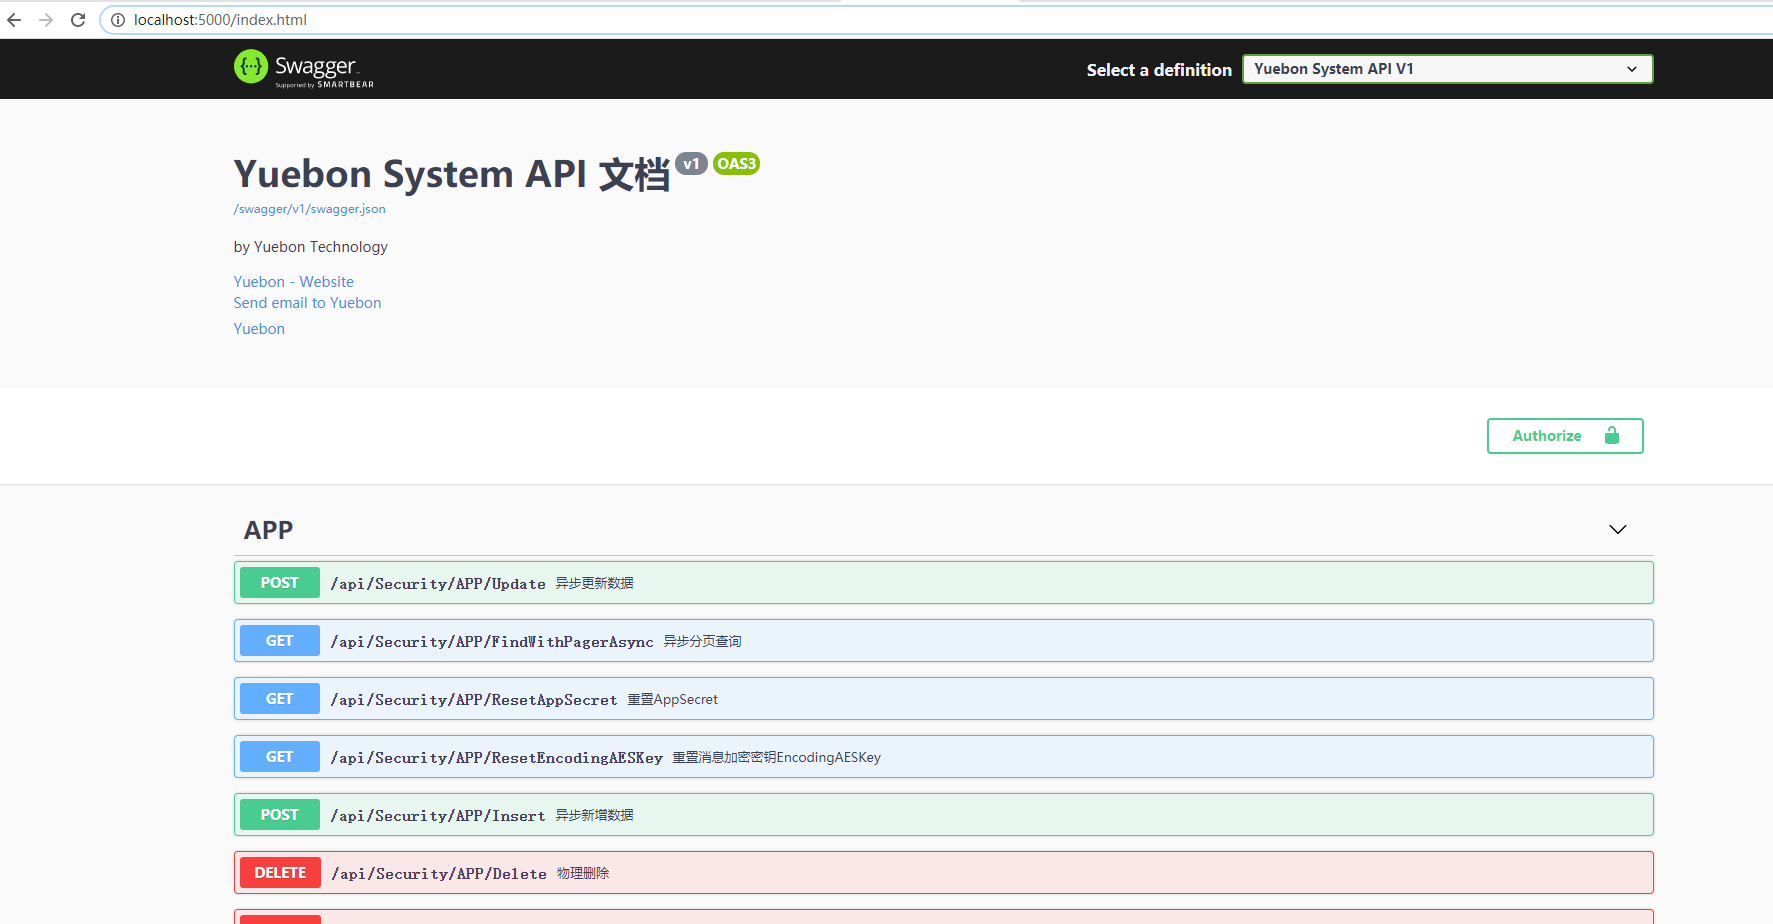 localhost:5000/index.html
Swagger
Supported by SMARTBEAR
Select a definition
Yuebon System API V1
Yuebon System API 文档 v1 OAS3
/swagger/v1/swagger.json
by Yuebon Technology
Yuebon - Website
Send email to Yuebon
Yuebon
Authorize
APP
POST /api/Security/APP/Update 异步更新数据
GET /api/Security/APP/FindWithPagerAsync 异步分页查询
GET /api/Security/APP/ResetAppSecret 重置AppSecret
GET /api/Security/APP/ResetEncodingAESKey 重置消息加密密钥EncodingAESKey
POST /api/Security/APP/Insert 异步新增数据
DELETE /api/Security/APP/Delete 物理删除